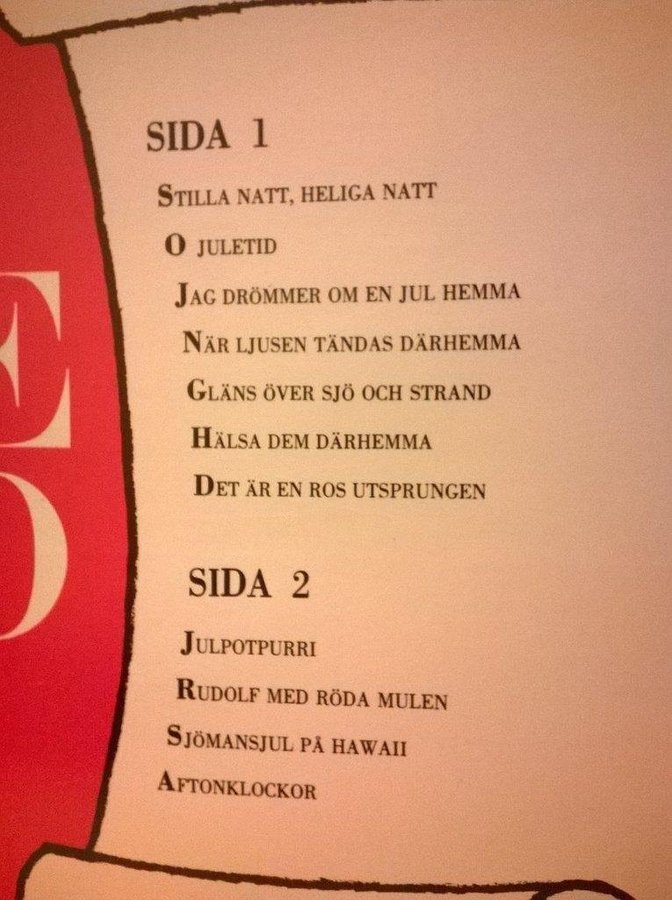 SIDA 1
STILLA NATT, HELIGA NATT
O JULETID
JAG DRÖMMER OM EN JUL HEMMA
NÄR LJUSEN TÄNDAS DÄRHEMMA
GLÄNS ÖVER SJÖ OCH STRAND
HÄLSA DEM DÄRHEMMA
DET ÄR EN ROS UTSPRUNGEN
SIDA 2
JULPOTPURRI
RUDOLF MED RÖDA MULEN
SJÖMANSJUL PÅ HAWAII
AFTONKLOCKOR